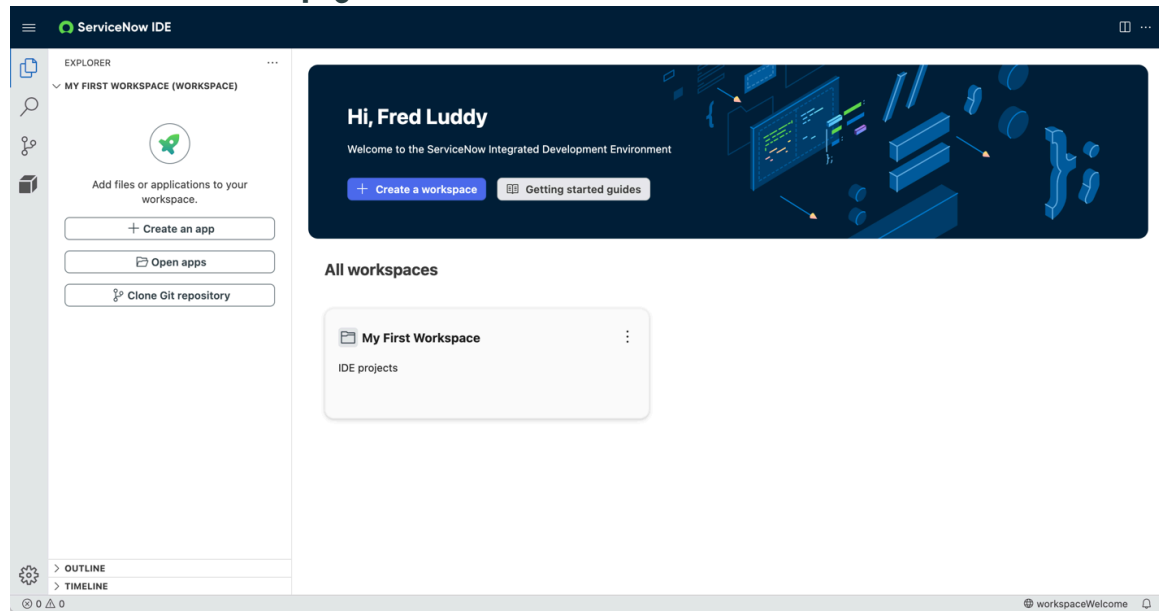 ServiceNow IDE
EXPLORER
MY FIRST WORKSPACE (WORKSPACE)
Add files or applications to your
workspace.
Create an app
Open apps
Clone Git repository
OUTLINE
TIMELINE
Hi, Fred Luddy
Welcome to the ServiceNow Integrated Development Environment
+ Create a workspace
Getting started guides
All workspaces
My First Workspace
IDE projects
0 0
workspaceWelcome